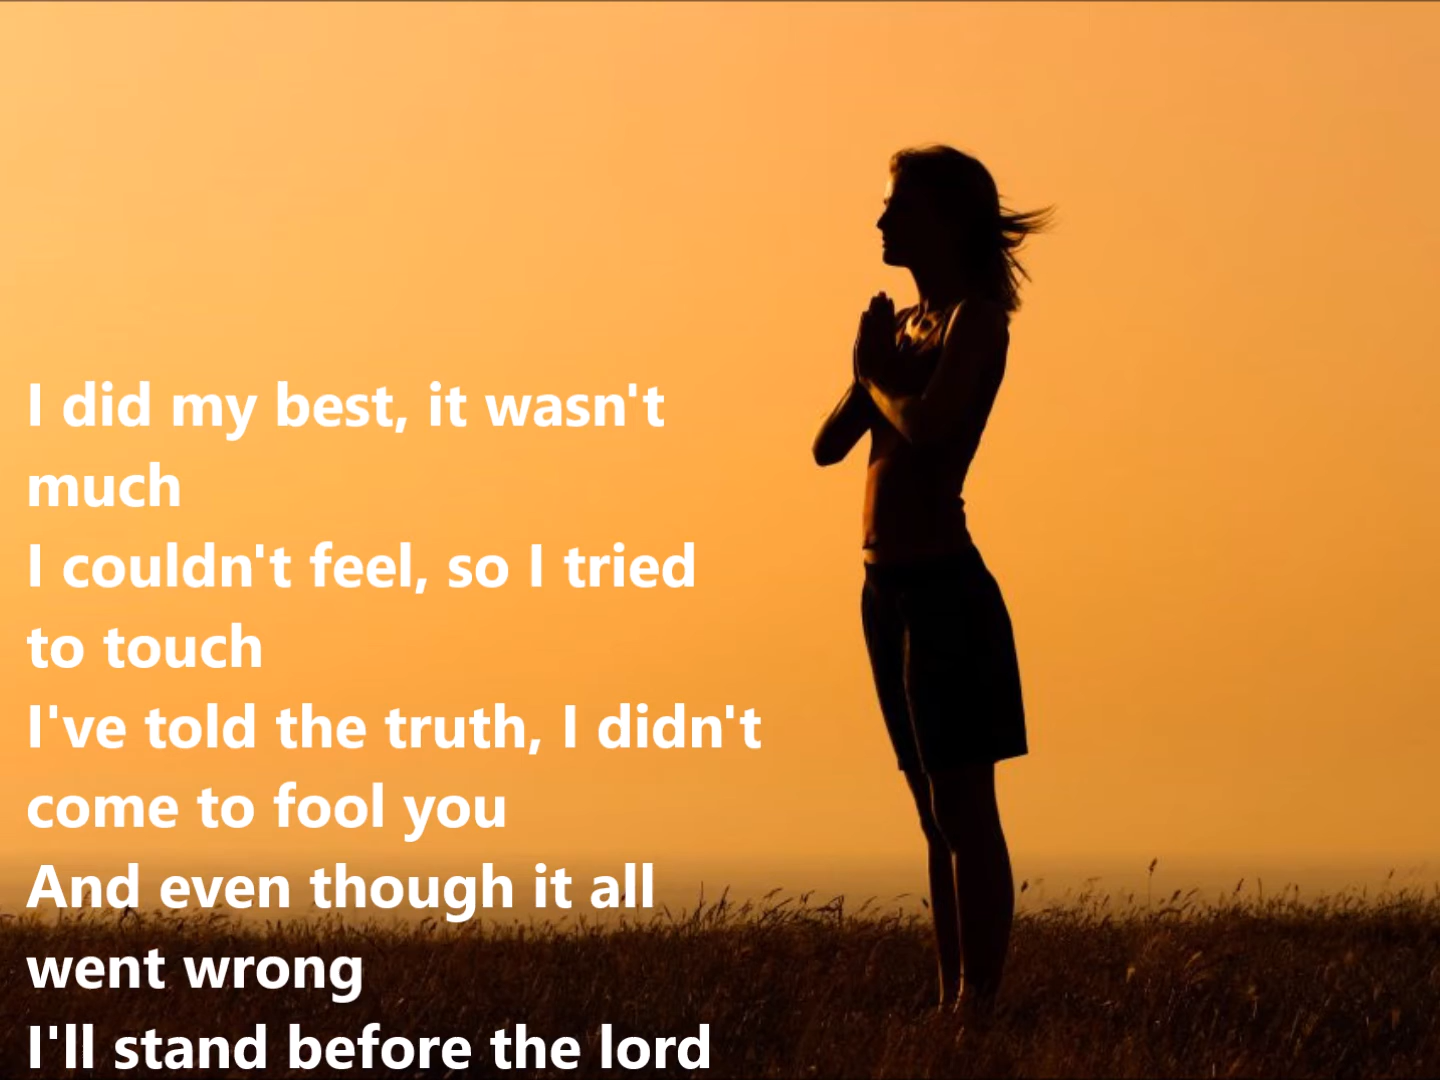 I did my best, it wasn't
much
I couldn't feel, so I tried
to touch
I've told the truth, I didn't
come to fool you
And even though it all
went wrong
I'll stand before the lord